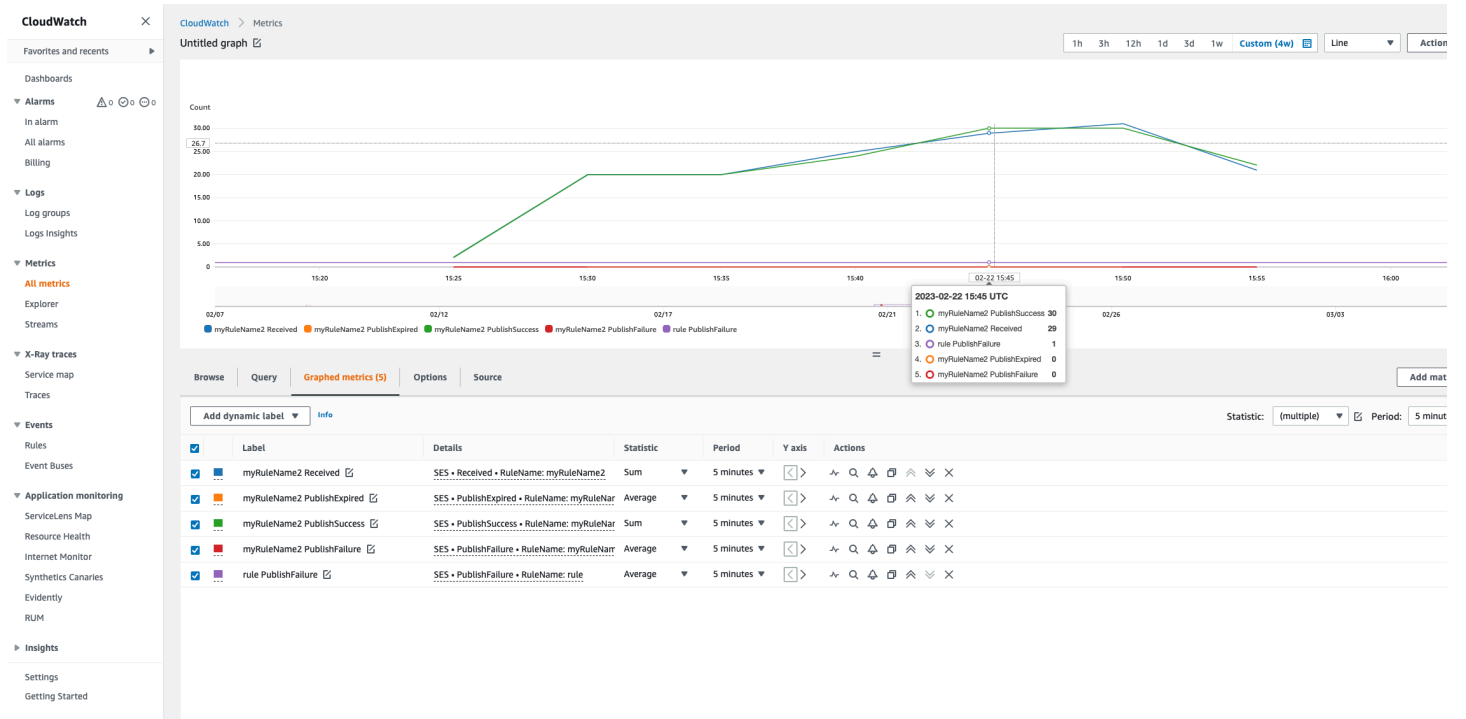 CloudWatch
Favorites and recents
Dashboards
Alarms 0 0 0
In alarm
All alarms
Billing
Logs
Log groups
Logs Insights
Metrics
All metrics
Explorer
Streams
X-Ray traces
Service map
Traces
Events
Rules
Event Buses
Application monitoring
ServiceLens Map
Resource Health
Internet Monitor
Synthetics Canaries
Evidently
RUM
Insights
Settings
Getting Started
CloudWatch > Metrics
Untitled graph
1h 3h 12h 1d 3d 1w Custom (4w) Line Action
Count
30.00
26.7
25.00
20.00
15.00
10.00
5.00
0
15:20 15:25 15:30 15:35 15:40 02-22 15:45 15:50 15:55 16:00
02/07 02/12 02/17 02/21 02/26 03/03
myRuleName2 Received myRuleName2 PublishExpired myRuleName2 PublishSuccess myRuleName2 PublishFailure rule PublishFailure
2023-02-22 15:45 UTC
1. myRuleName2 PublishSuccess 30
2. myRuleName2 Received 29
3. rule PublishFailure 1
4. myRuleName2 PublishExpired 0
5. myRuleName2 PublishFailure 0
Browse Query Graphed metrics (5) Options Source Add mat
Add dynamic label Info Statistic: (multiple) Period: 5 minut
Label Details Statistic Period Y axis Actions
myRuleName2 Received SES • Received • RuleName: myRuleName2 Sum 5 minutes
myRuleName2 PublishExpired SES • PublishExpired • RuleName: myRuleNar Average 5 minutes
myRuleName2 PublishSuccess SES • PublishSuccess • RuleName: myRuleNar Sum 5 minutes
myRuleName2 PublishFailure SES • PublishFailure • RuleName: myRuleNam Average 5 minutes
rule PublishFailure SES • PublishFailure • RuleName: rule Average 5 minutes